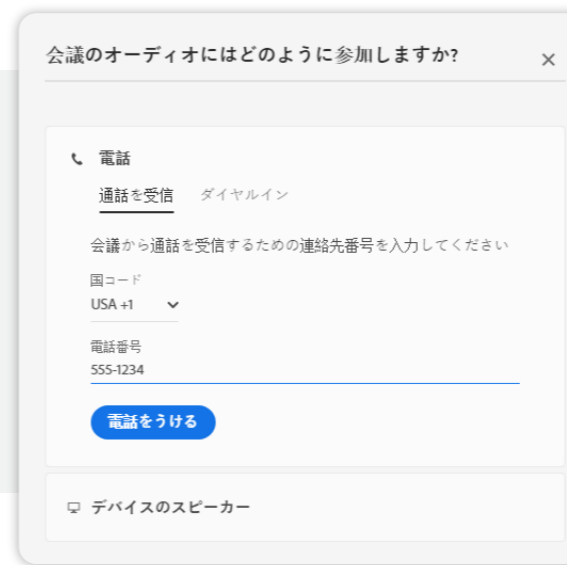 会議のオーディオにはどのように参加しますか?
電話
通話を受信 ダイヤルイン
会議から通話を受信するための連絡先番号を入力してください
国コード
USA +1
電話番号
555-1234
電話をうける
デバイスのスピーカー